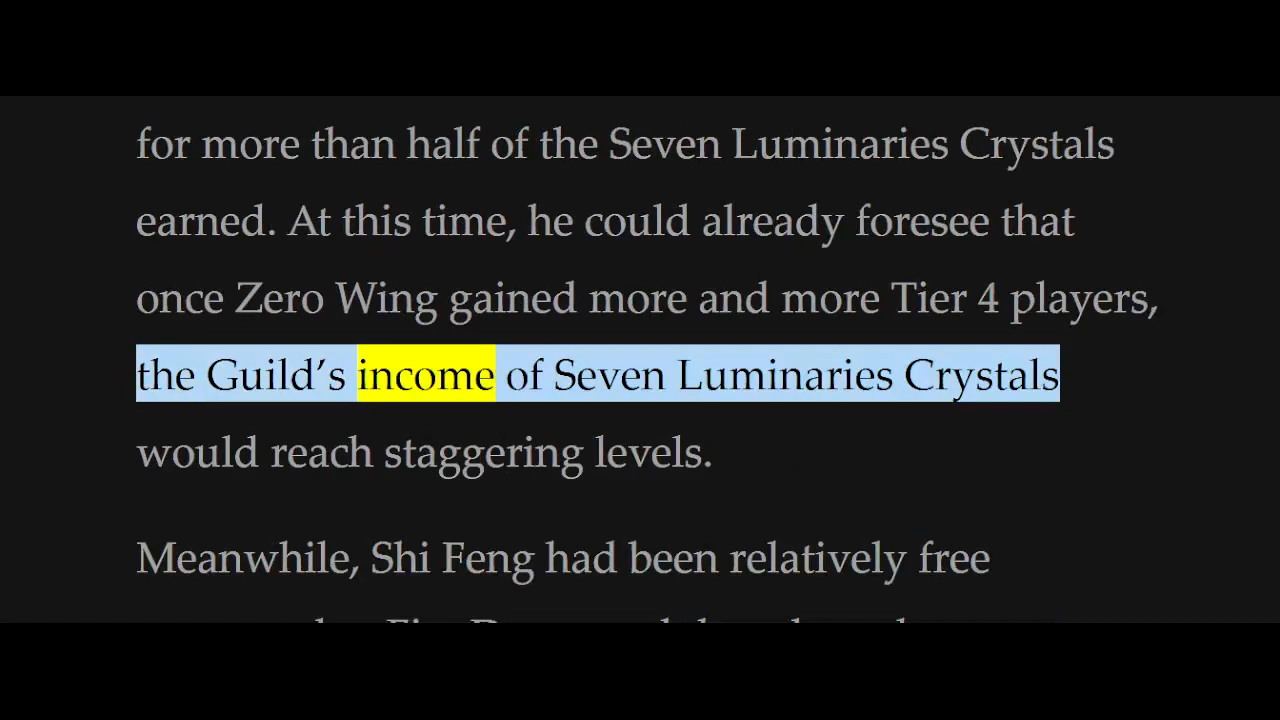 for more than half of the Seven Luminaries Crystals
earned. At this time, he could already foresee that
once Zero Wing gained more and more Tier 4 players,
the Guild’s income of Seven Luminaries Crystals
would reach staggering levels.
Meanwhile, Shi Feng had been relatively free